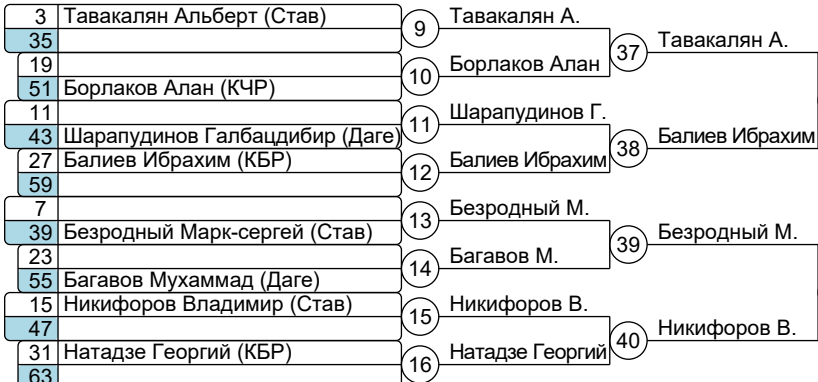 3 Тавакалян Альберт (Став)
35
9
Тавакалян А.
19
51 Борлаков Алан (КЧР)
10
Борлаков Алан
37
Тавакалян А.
11
43 Шарапудинов Галбацдибир (Даге)
11
Шарапудинов Г.
27 Балиев Ибрахим (КБР)
59
12
Балиев Ибрахим
38
Балиев Ибрахим
7
39 Безродный Марк-сергей (Став)
13
Безродный М.
23
55 Багавов Мухаммад (Даге)
14
Багавов М.
39
Безродный М.
15 Никифоров Владимир (Став)
47
15
Никифоров В.
31 Натадзе Георгий (КБР)
63
16
Натадзе Георгий
40
Никифоров В.